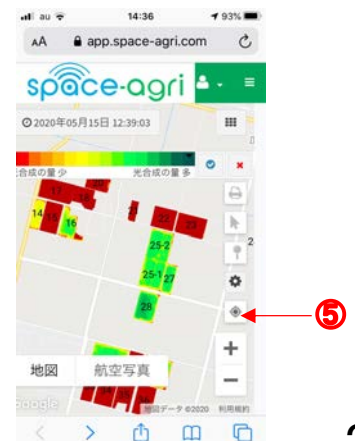 au 14:36 93%
AA app.space-agri.com
space-agri
2020年05月15日 12:39:03
合成の量 少 光合成の量 多
17
18
14 15 16
21 22 23
25-2
2
25-1 27
28
⑤
+
地図 航空写真
−
Google 地図データ ©2020 利用規約